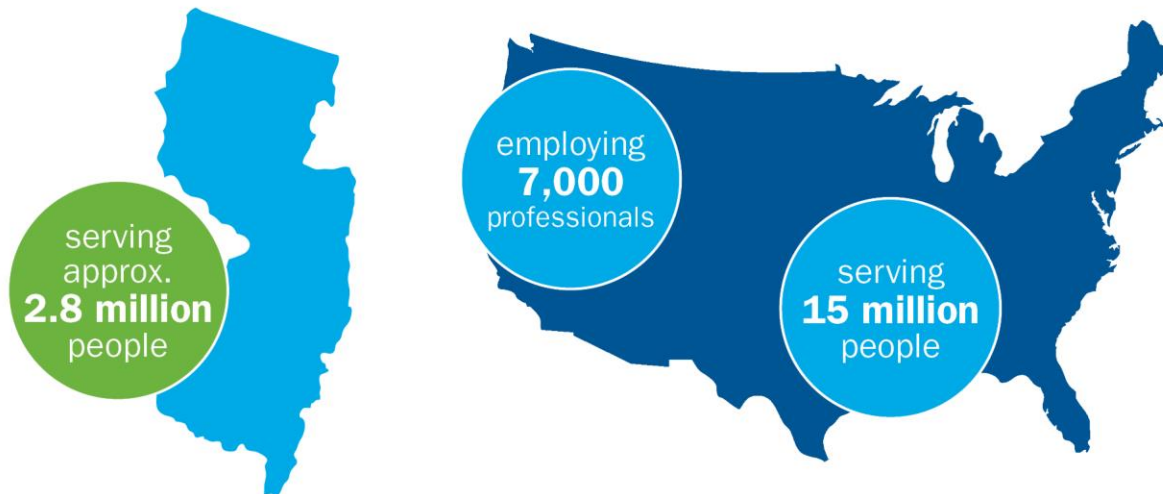 serving
approx.
2.8 million
people
employing
7,000
professionals
serving
15 million
people